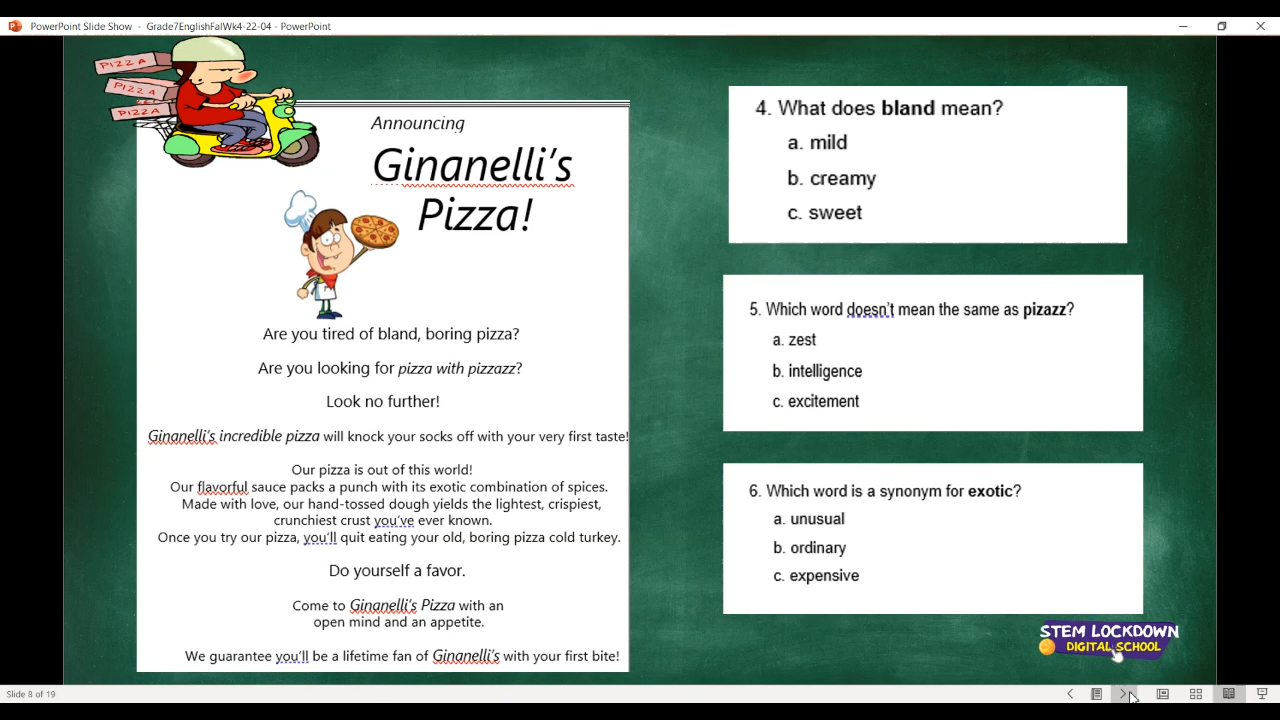 PowerPoint Slide Show - Grade7EnglishFalWk4-22-04 - PowerPoint
PIZZA
PIZZA
PIZZA
Announcing
Ginanelli's
Pizza!
Are you tired of bland, boring pizza?
Are you looking for pizza with pizzazz?
Look no further!
Ginanelli's incredible pizza will knock your socks off with your very first taste!
Our pizza is out of this world!
Our flavorful sauce packs a punch with its exotic combination of spices.
Made with love, our hand-tossed dough yields the lightest, crispiest,
crunchiest crust you've ever known.
Once you try our pizza, you'll quit eating your old, boring pizza cold turkey.
Do yourself a favor.
Come to Ginanelli's Pizza with an
open mind and an appetite.
We guarantee you'll be a lifetime fan of Ginanelli's with your first bite!
4. What does bland mean?
a. mild
b. creamy
c. sweet
5. Which word doesn't mean the same as pizazz?
a. zest
b. intelligence
c. excitement
6. Which word is a synonym for exotic?
a. unusual
b. ordinary
c. expensive
STEM LOCKDOWN
DIGITAL SCHOOL
Slide 8 of 19